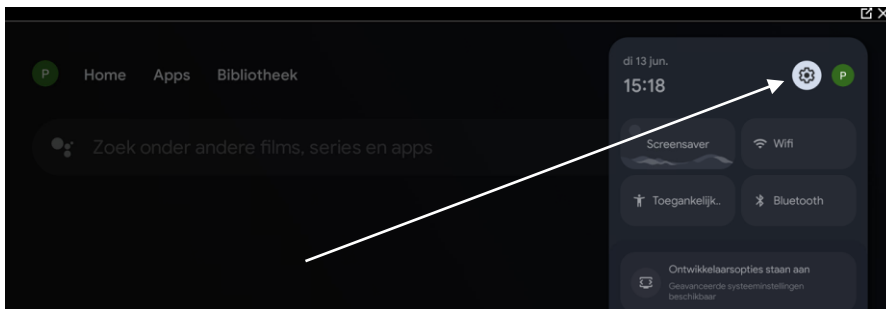 P Home Apps Bibliotheek
Zoek onder andere films, series en apps
di 13 jun.
15:18
P
Screensaver
Wifi
Toegankelijk..
Bluetooth
Ontwikkelaarsopties staan aan
Geavanceerde systeeminstellingen
beschikbaar